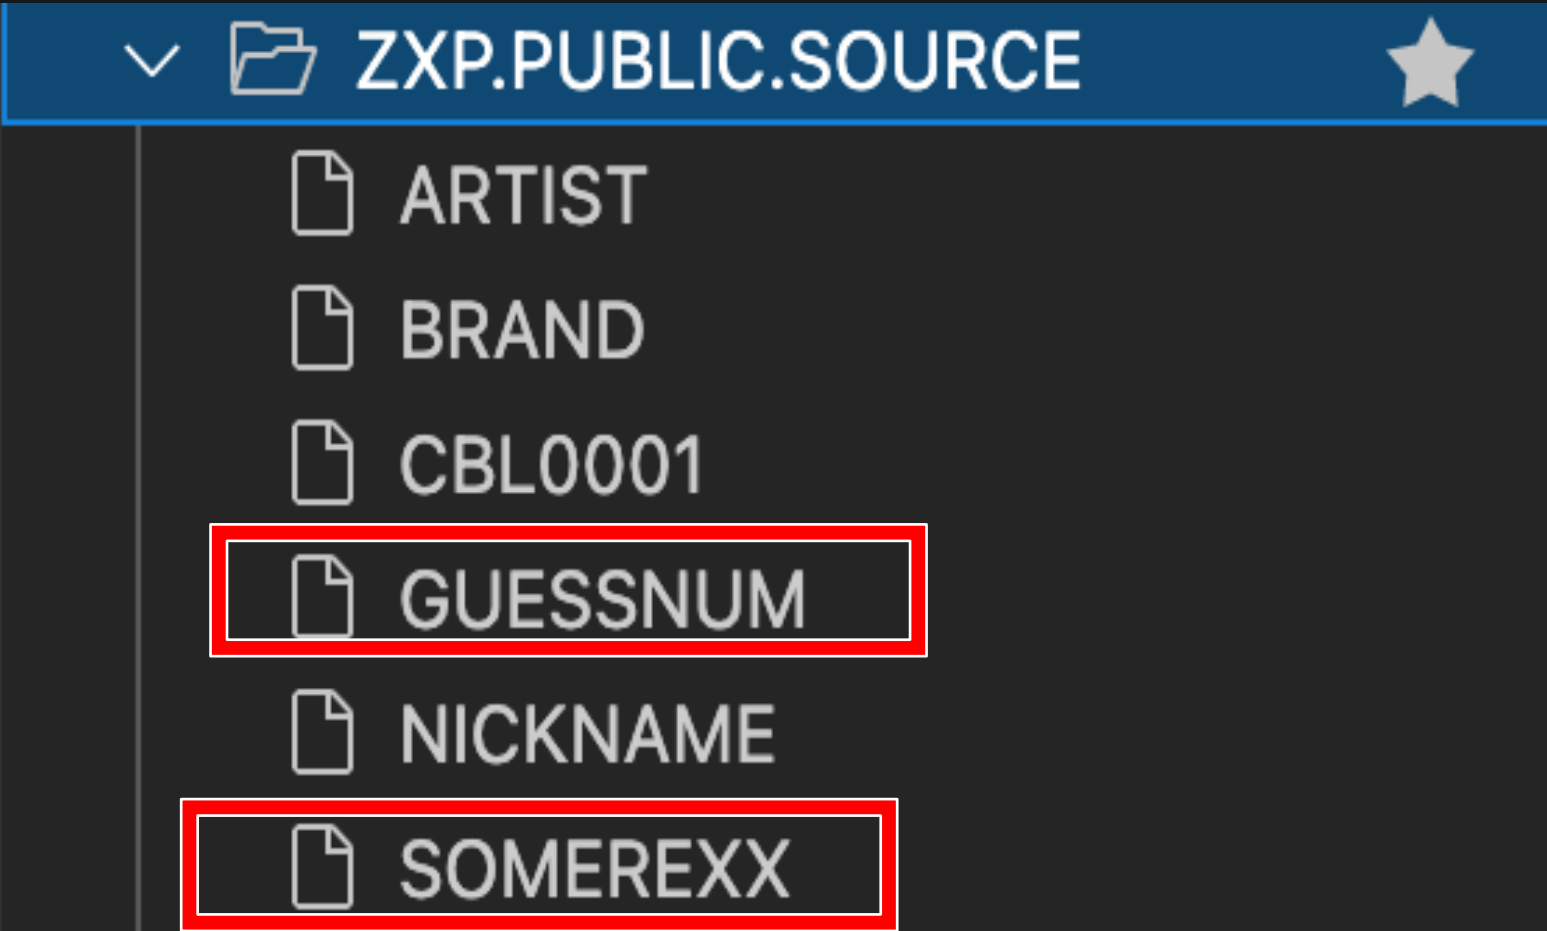 ZXP.PUBLIC.SOURCE
ARTIST
BRAND
CBL0001
GUESSNUM
NICKNAME
SOMEREXX